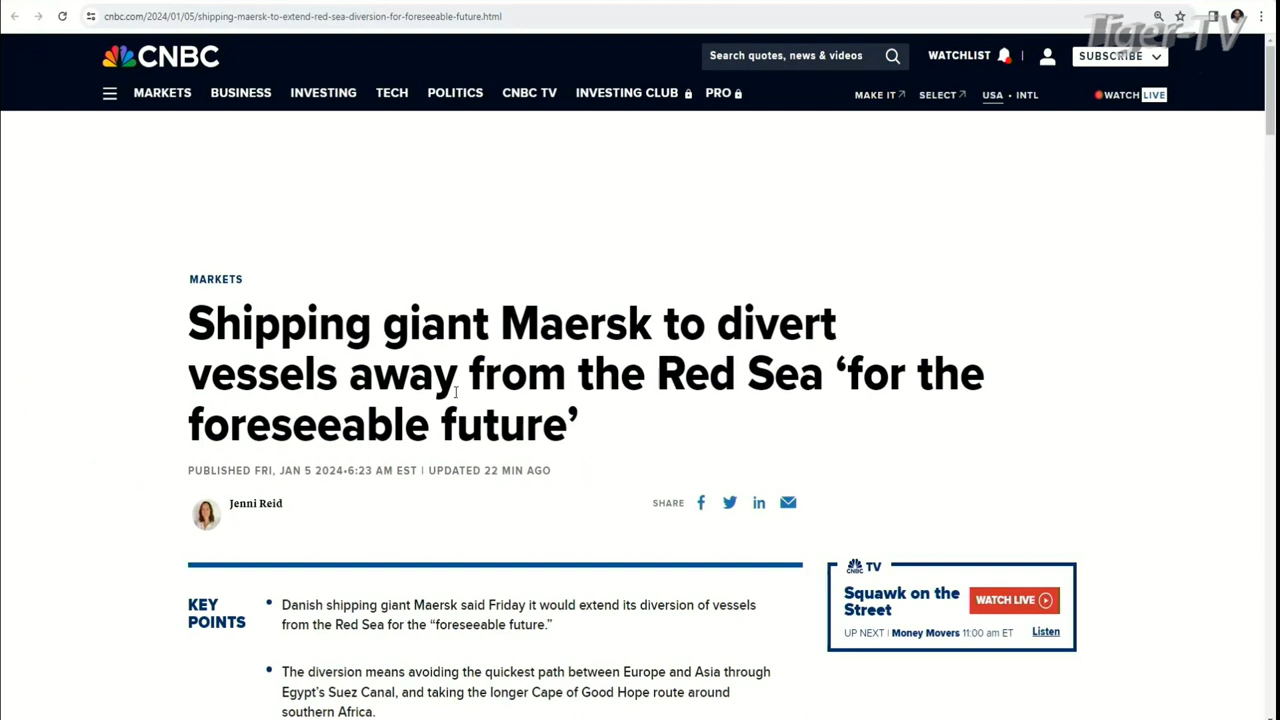 cnbc.com/2024/01/05/shipping-maersk-to-extend-red-sea-diversion-for-foreseeable-future.html
Tiger-TV
CNBC
Search quotes, news & videos
WATCHLIST
SUBSCRIBE
MARKETS BUSINESS INVESTING TECH POLITICS CNBC TV INVESTING CLUB PRO
MAKE IT SELECT USA • INTL WATCH LIVE
MARKETS
Shipping giant Maersk to divert
vessels away from the Red Sea ‘for the
foreseeable future’
PUBLISHED FRI, JAN 5 2024•6:23 AM EST | UPDATED 22 MIN AGO
Jenni Reid
SHARE
KEY
POINTS
• Danish shipping giant Maersk said Friday it would extend its diversion of vessels
from the Red Sea for the “foreseeable future.”
• The diversion means avoiding the quickest path between Europe and Asia through
Egypt’s Suez Canal, and taking the longer Cape of Good Hope route around
southern Africa.
CNBC TV
Squawk on the
Street
WATCH LIVE
UP NEXT | Money Movers 11:00 am ET
Listen